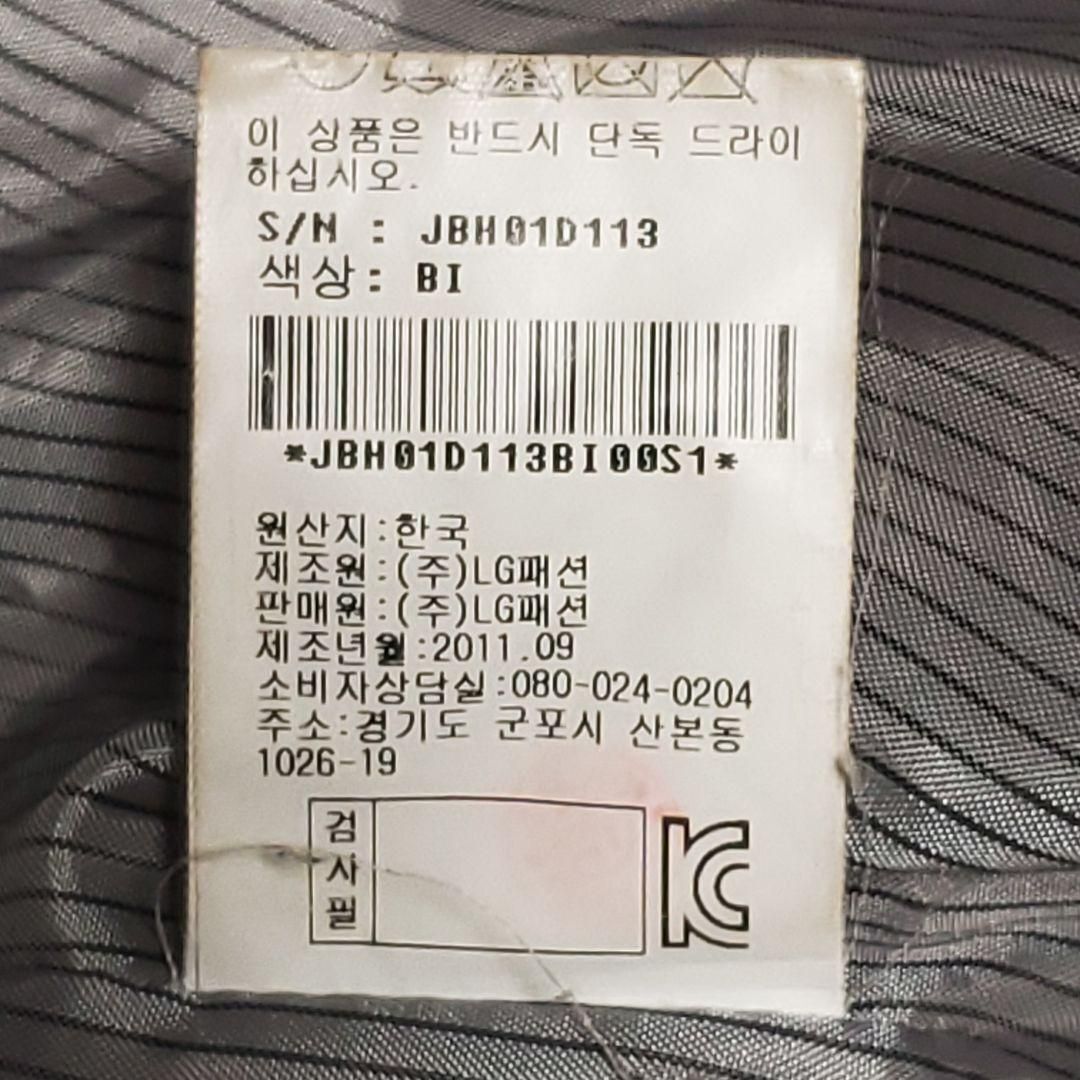 이 상품은 반드시 단독 드라이
하십시오.
S/N : JBH01D113
색상: BI
*JBH01D113BI00S1*
원산지:한국
제조원:(주)LG패션
판매원:(주)LG패션
제조년월:2011.09
소비자상담실:080-024-0204
주소:경기도 군포시 산본동
1026-19
검사필
KC